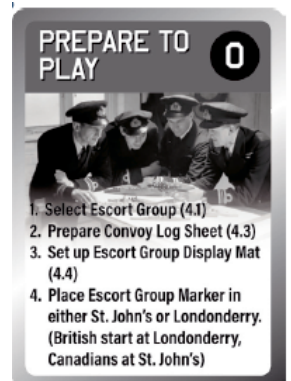 PREPARE TO
PLAY
0
1. Select Escort Group (4.1)
2. Prepare Convoy Log Sheet (4.3)
3. Set up Escort Group Display Mat
(4.4)
4. Place Escort Group Marker in
either St. John's or Londonderry.
(British start at Londonderry,
Canadians at St. John's)